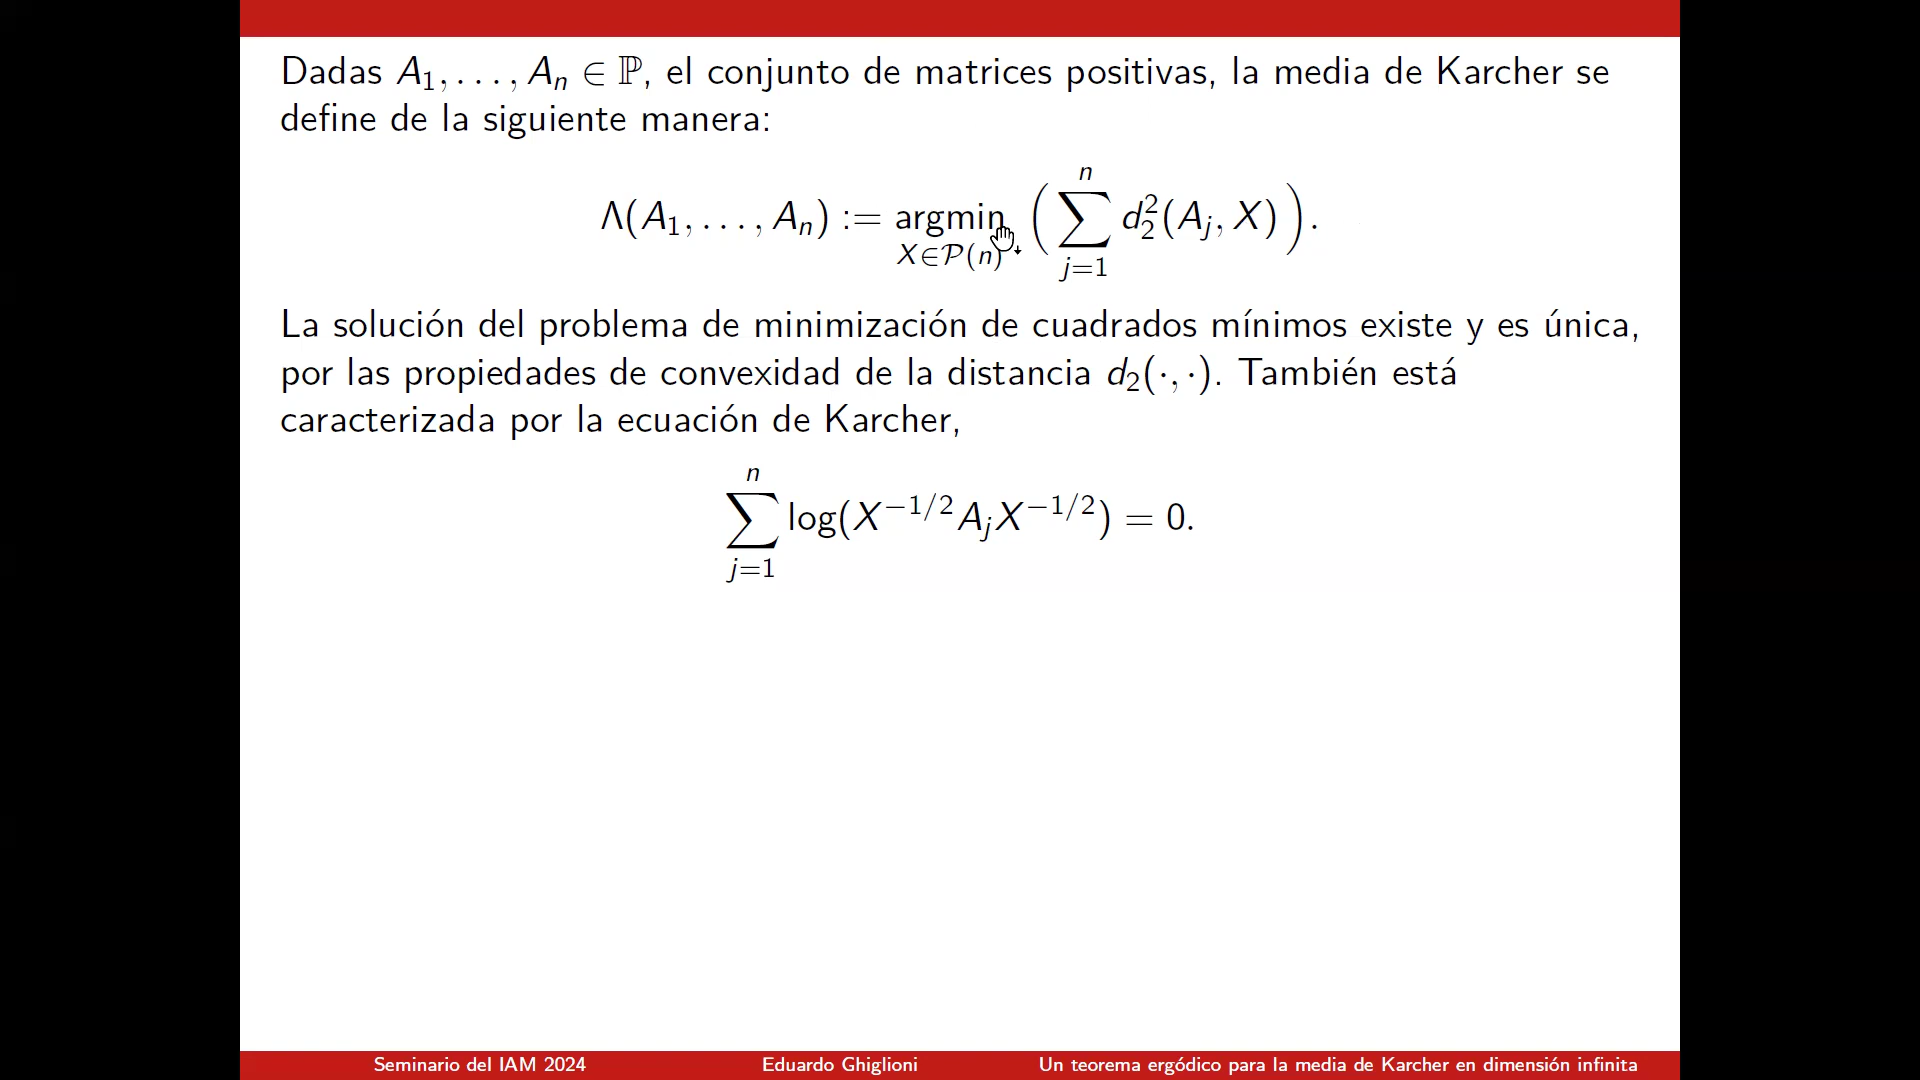 Dadas A₁, . . . , Aₙ ∈ ℙ, el conjunto de matrices positivas, la media de Karcher se
define de la siguiente manera:
Λ(A₁, . . . , Aₙ) := argmin_{X∈𝒫(n)} ( ∑_{j=1}^{n} d₂²(A_j, X) ).
La solución del problema de minimización de cuadrados mínimos existe y es única,
por las propiedades de convexidad de la distancia d₂(·, ·). También está
caracterizada por la ecuación de Karcher,
∑_{j=1}^{n} log(X^{−1/2} A_j X^{−1/2}) = 0.
Seminario del IAM 2024 Eduardo Ghiglioni Un teorema ergódico para la media de Karcher en dimensión infinita